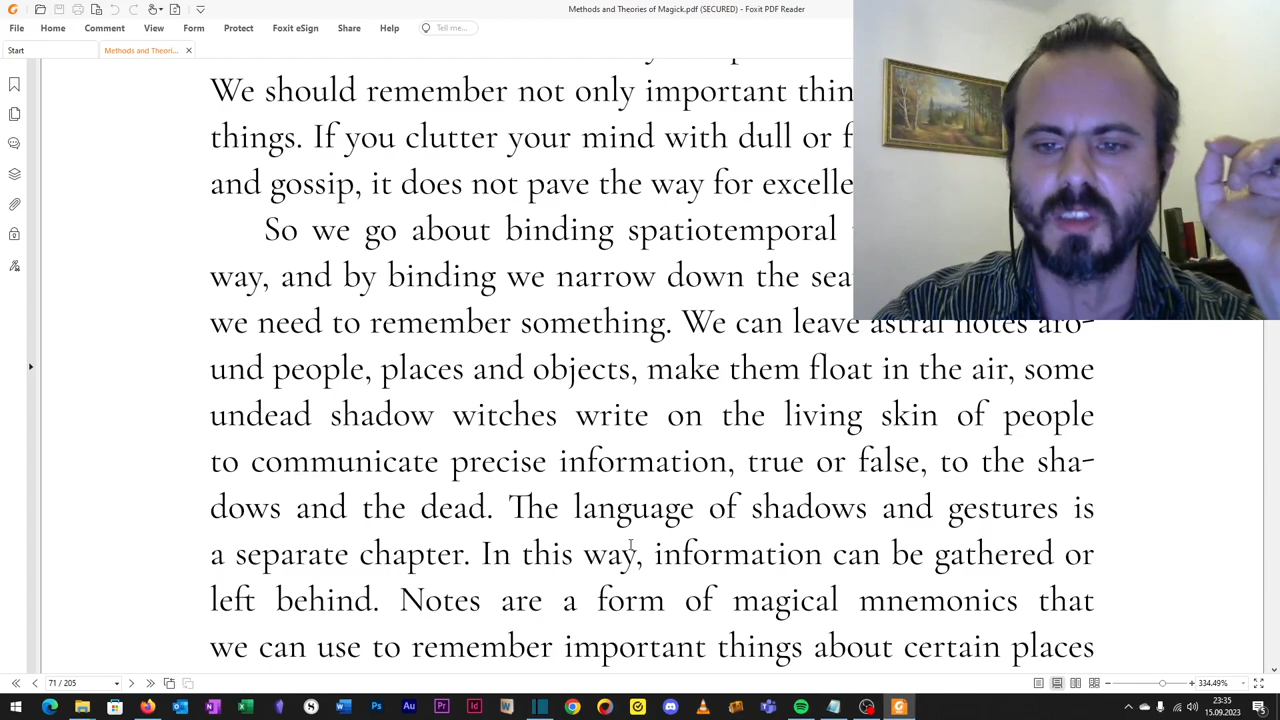 Methods and Theories of Magick.pdf (SECURED) - Foxit PDF Reader
File Home Comment View Form Protect Foxit eSign Share Help Tell me...
Start Methods and Theori...
We should remember not only important thin
things. If you clutter your mind with dull or f
and gossip, it does not pave the way for excelle
So we go about binding spatiotemporal
way, and by binding we narrow down the sea
we need to remember something. We can leave astral notes aro-
und people, places and objects, make them float in the air, some
undead shadow witches write on the living skin of people
to communicate precise information, true or false, to the sha-
dows and the dead. The language of shadows and gestures is
a separate chapter. In this way, information can be gathered or
left behind. Notes are a form of magical mnemonics that
we can use to remember important things about certain places
71 / 205 334.49%
23:35
15.09.2023